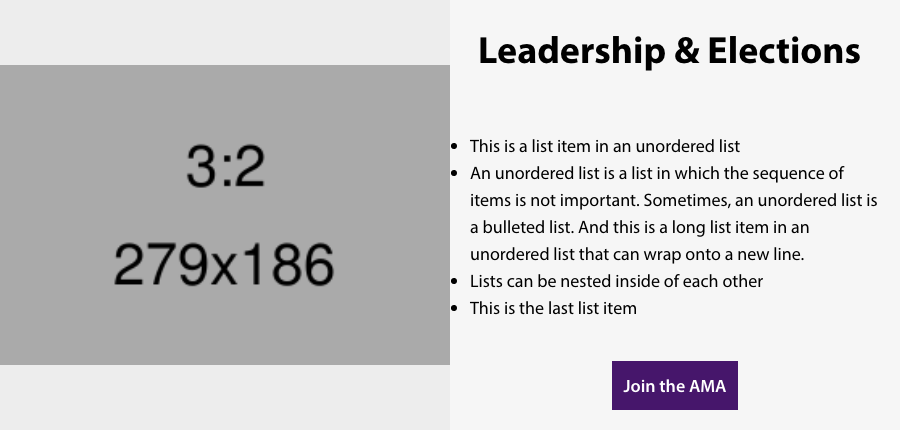 3:2
279x186
Leadership & Elections
This is a list item in an unordered list
An unordered list is a list in which the sequence of
items is not important. Sometimes, an unordered list is
a bulleted list. And this is a long list item in an
unordered list that can wrap onto a new line.
Lists can be nested inside of each other
This is the last list item
Join the AMA